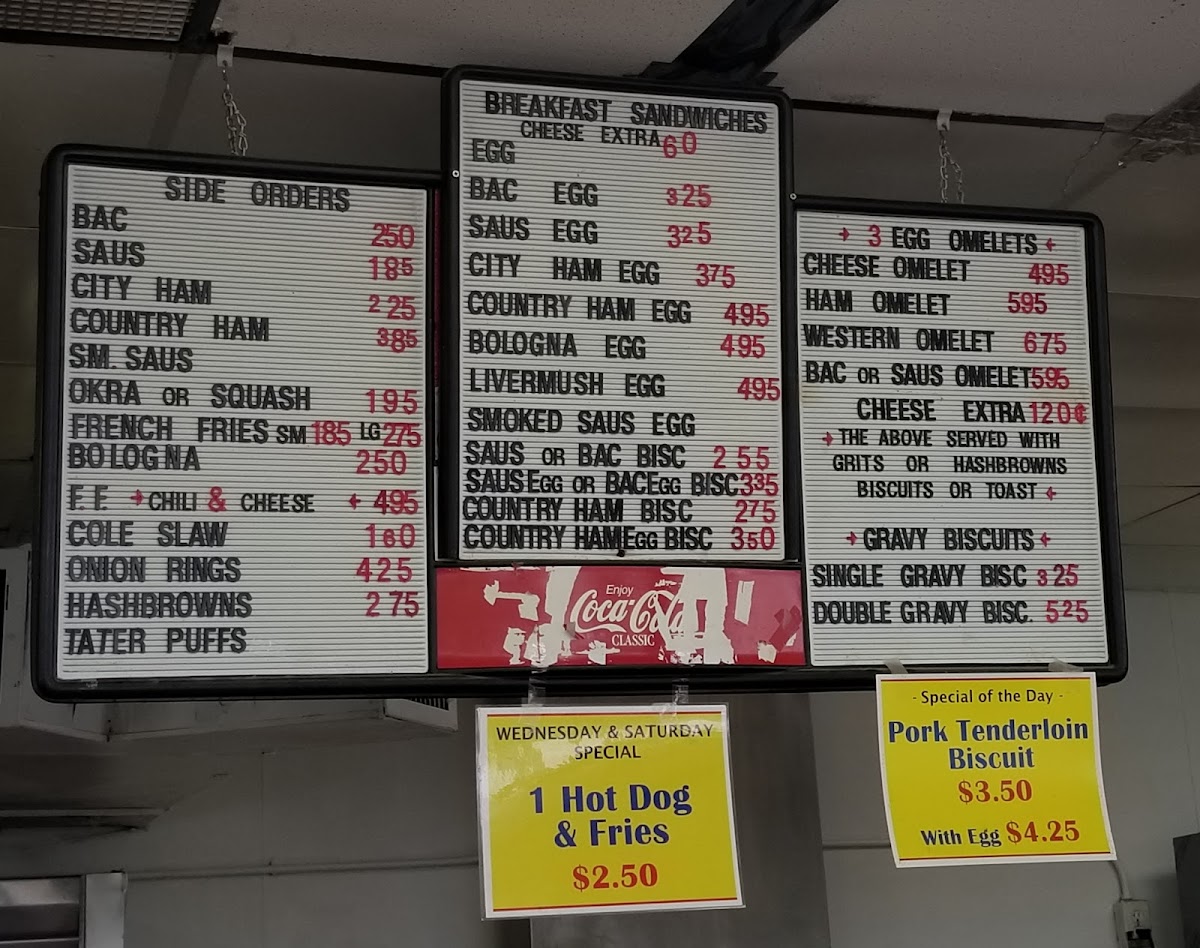 SIDE ORDERS
BAC 250
SAUS 185
CITY HAM 225
COUNTRY HAM 385
SM. SAUS
OKRA OR SQUASH 195
FRENCH FRIES SM 185 LG 275
BOLOGNA 250
F.F. → CHILI & CHEESE ← 495
COLE SLAW 160
ONION RINGS 425
HASHBROWNS 275
TATER PUFFS
BREAKFAST SANDWICHES
CHEESE EXTRA 60
EGG
BAC EGG 325
SAUS EGG 325
CITY HAM EGG 375
COUNTRY HAM EGG 495
BOLOGNA EGG 495
LIVERMUSH EGG 495
SMOKED SAUS EGG
SAUS OR BAC BISC 255
SAUS EGG OR BAC EGG BISC 335
COUNTRY HAM BISC 275
COUNTRY HAM EGG BISC 350
Enjoy
Coca-Cola
CLASSIC
→ 3 EGG OMELETS ←
CHEESE OMELET 495
HAM OMELET 595
WESTERN OMELET 675
BAC OR SAUS OMELET 595
CHEESE EXTRA 120¢
→ THE ABOVE SERVED WITH
GRITS OR HASHBROWNS
BISCUITS OR TOAST ←
→ GRAVY BISCUITS ←
SINGLE GRAVY BISC 325
DOUBLE GRAVY BISC. 525
WEDNESDAY & SATURDAY
SPECIAL
1 Hot Dog
& Fries
$2.50
- Special of the Day -
Pork Tenderloin
Biscuit
$3.50
With Egg $4.25